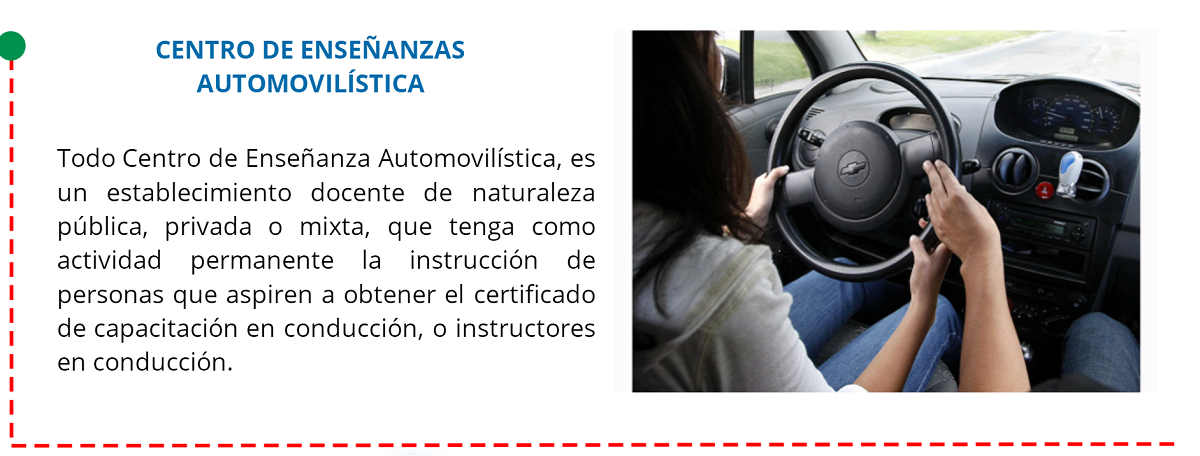 CENTRO DE ENSEÑANZAS
AUTOMOVILÍSTICA
Todo Centro de Enseñanza Automovilística, es
un establecimiento docente de naturaleza
pública, privada o mixta, que tenga como
actividad permanente la instrucción de
personas que aspiren a obtener el certificado
de capacitación en conducción, o instructores
en conducción.